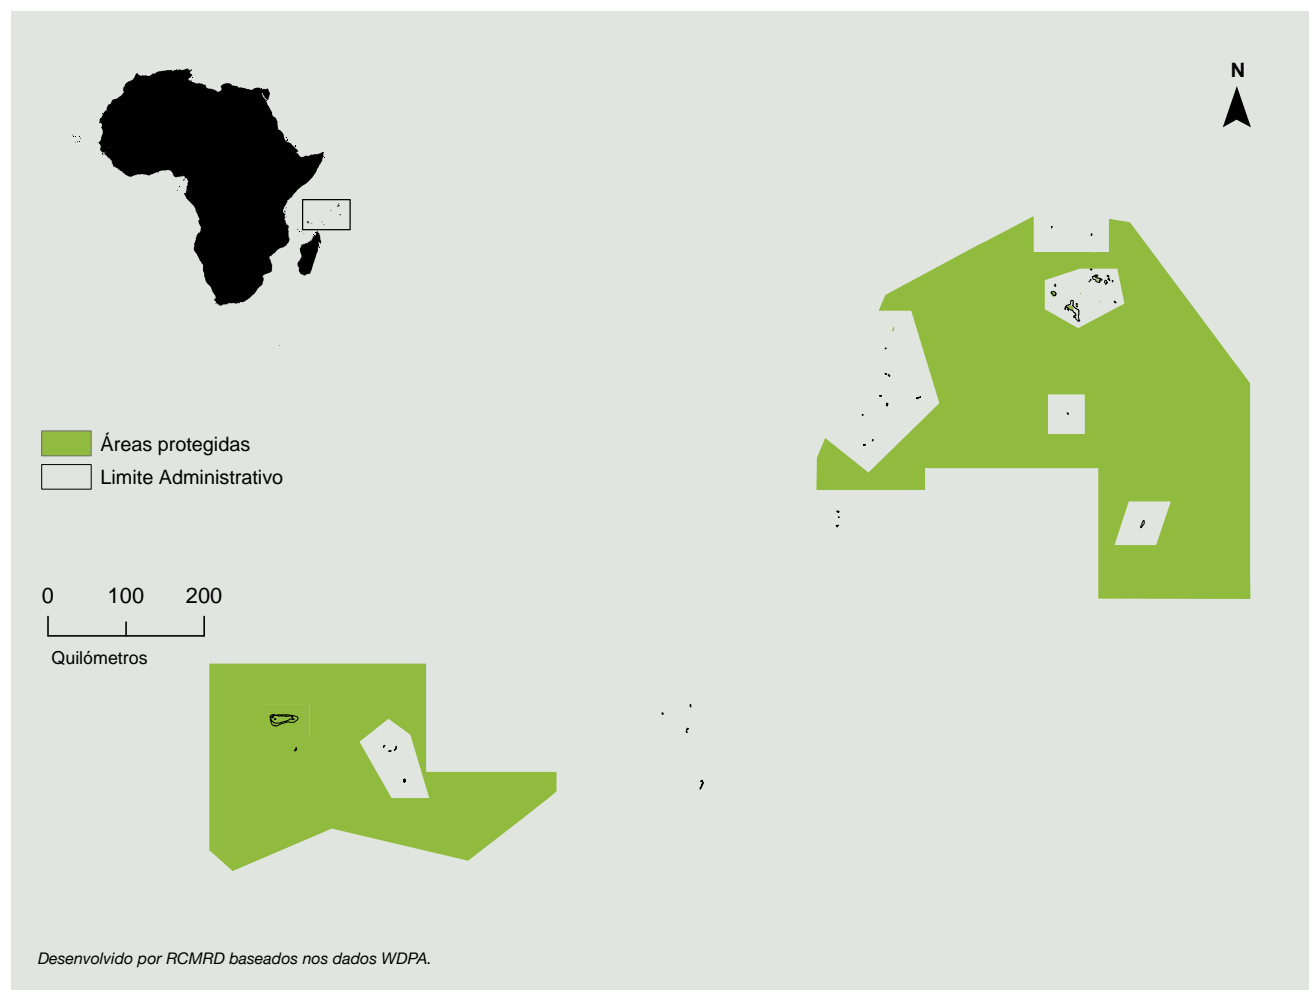 N
Áreas protegidas
Limite Administrativo
0 100 200
Quilómetros
Desenvolvido por RCMRD baseados nos dados WDPA.